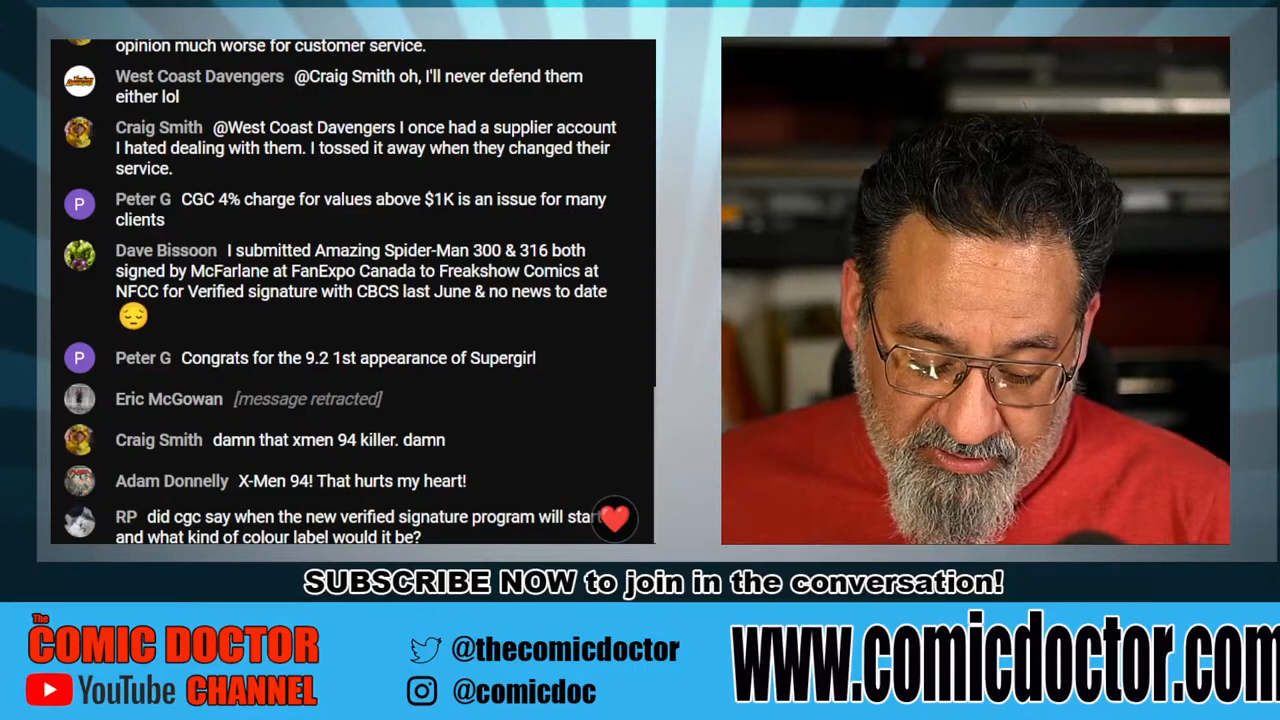 opinion much worse for customer service.
West Coast Davengers @Craig Smith oh, I'll never defend them
either lol
Craig Smith @West Coast Davengers I once had a supplier account
I hated dealing with them. I tossed it away when they changed their
service.
Peter G CGC 4% charge for values above $1K is an issue for many
clients
Dave Bissoon I submitted Amazing Spider-Man 300 & 316 both
signed by McFarlane at FanExpo Canada to Freakshow Comics at
NFCC for Verified signature with CBCS last June & no news to date
😔
P
P
Peter G Congrats for the 9.2 1st appearance of Supergirl
Eric McGowan [message retracted]
Craig Smith damn that xmen 94 killer. damn
Adam Donnelly X-Men 94! That hurts my heart!
RP did cgc say when the new verified signature program will start
and what kind of colour label would it be?
SUBSCRIBE NOW to join in the conversation!
The
COMIC DOCTOR
YouTube CHANNEL
@thecomicdoctor
@comicdoc
www.comicdoctor.com